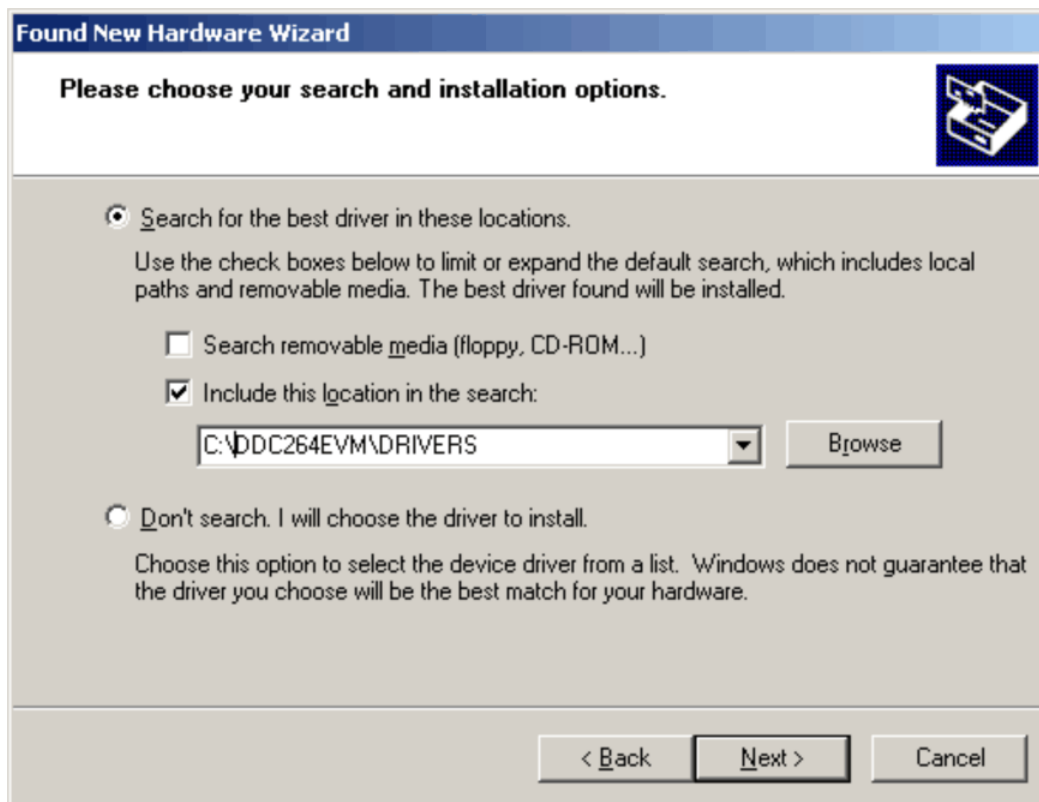 Found New Hardware Wizard
Please choose your search and installation options.
Search for the best driver in these locations.
Use the check boxes below to limit or expand the default search, which includes local
paths and removable media. The best driver found will be installed.
Search removable media (floppy, CD-ROM...)
Include this location in the search:
C:\DDC264EVM\DRIVERS
Browse
Don't search. I will choose the driver to install.
Choose this option to select the device driver from a list. Windows does not guarantee that
the driver you choose will be the best match for your hardware.
< Back
Next >
Cancel